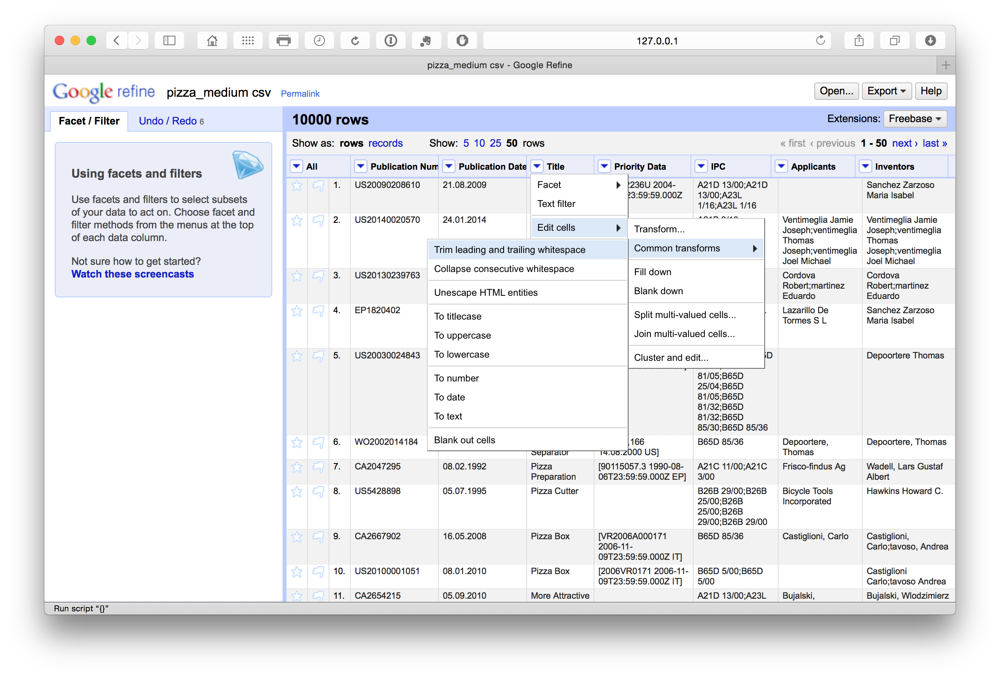 127.0.0.1
pizza_medium csv - Google Refine
Google refine pizza_medium csv Permalink
Open... Export Help
Facet / Filter Undo / Redo 6
10000 rows
Extensions: Freebase
Show as: rows records Show: 5 10 25 50 rows
« first ‹ previous 1 - 50 next › last »
Using facets and filters
Use facets and filters to select subsets
of your data to act on. Choose facet and
filter methods from the menus at the top
of each data column.
Not sure how to get started?
Watch these screencasts
All Publication Num Publication Date Title Priority Data IPC Applicants Inventors
Facet
Text filter
Edit cells
Transform...
Common transforms
Fill down
Blank down
Split multi-valued cells...
Join multi-valued cells...
Cluster and edit...
Trim leading and trailing whitespace
Collapse consecutive whitespace
Unescape HTML entities
To titlecase
To uppercase
To lowercase
To number
To date
To text
Blank out cells
1. US20090208610 21.08.2009
2236U 2004-
23:59:59.000Z
A21D 13/00;A21D
13/00;A23L
1/16;A23L 1/16
Sanchez Zarzoso
Maria Isabel
2. US20140020570 24.01.2014
Ventimeglia Jamie
Joseph;ventimeglia
Thomas
Joseph;ventimeglia
Joel Michael
Ventimeglia Jamie
Joseph;ventimeglia
Thomas
Joseph;ventimeglia
Joel Michael
3. US20130239763
Cordova
Robert;martinez
Eduardo
Cordova
Robert;martinez
Eduardo
4. EP1820402
Lazarillo De
Tormes S L
Sanchez Zarzoso
Maria Isabel
5. US20030024843
81/05;B65D
25/04;B65D
81/05;B65D
81/32;B65D
81/32;B65D
85/30;B65D 85/36
Depoortere Thomas
6. WO2002014184
Separator
,166
14.08.2000 US]
B65D 85/36
Depoortere,
Thomas
Depoortere, Thomas
7. CA2047295 08.02.1992
Pizza
Preparation
[90115057.3 1990-08-
06T23:59:59.000Z EP]
A21C 11/00;A21C
3/00
Frisco-findus Ag
Wadell, Lars Gustaf
Albert
8. US5428898 05.07.1995
Pizza Cutter
B26B 29/00;B26B
25/00;B26B
25/00;B26B
29/00;B26B 29/00
Bicycle Tools
Incorporated
Hawkins Howard C.
9. CA2667902 16.05.2008
Pizza Box
[VR2006A000171
2006-11-
09T23:59:59.000Z IT]
B65D 85/36
Castiglioni, Carlo
Castiglioni,
Carlo;tavoso, Andrea
10. US20100001051 08.01.2010
Pizza Box
[2006VR0171 2006-11-
09T23:59:59.000Z IT]
B65D 5/00;B65D
5/00
Castiglioni
Carlo;tavoso Andrea
11. CA2654215 05.09.2010
More Attractive
A21D 13/00;A23L
Bujalski,
Bujalski, Wlodzimierz
Run script “{}”